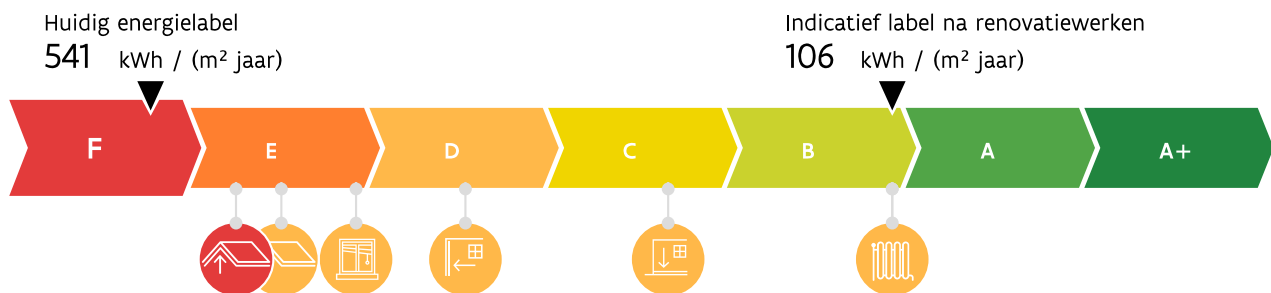 Huidig energielabel
541 kWh / (m² jaar)
Indicatief label na renovatiewerken
106 kWh / (m² jaar)
F E D C B A A+